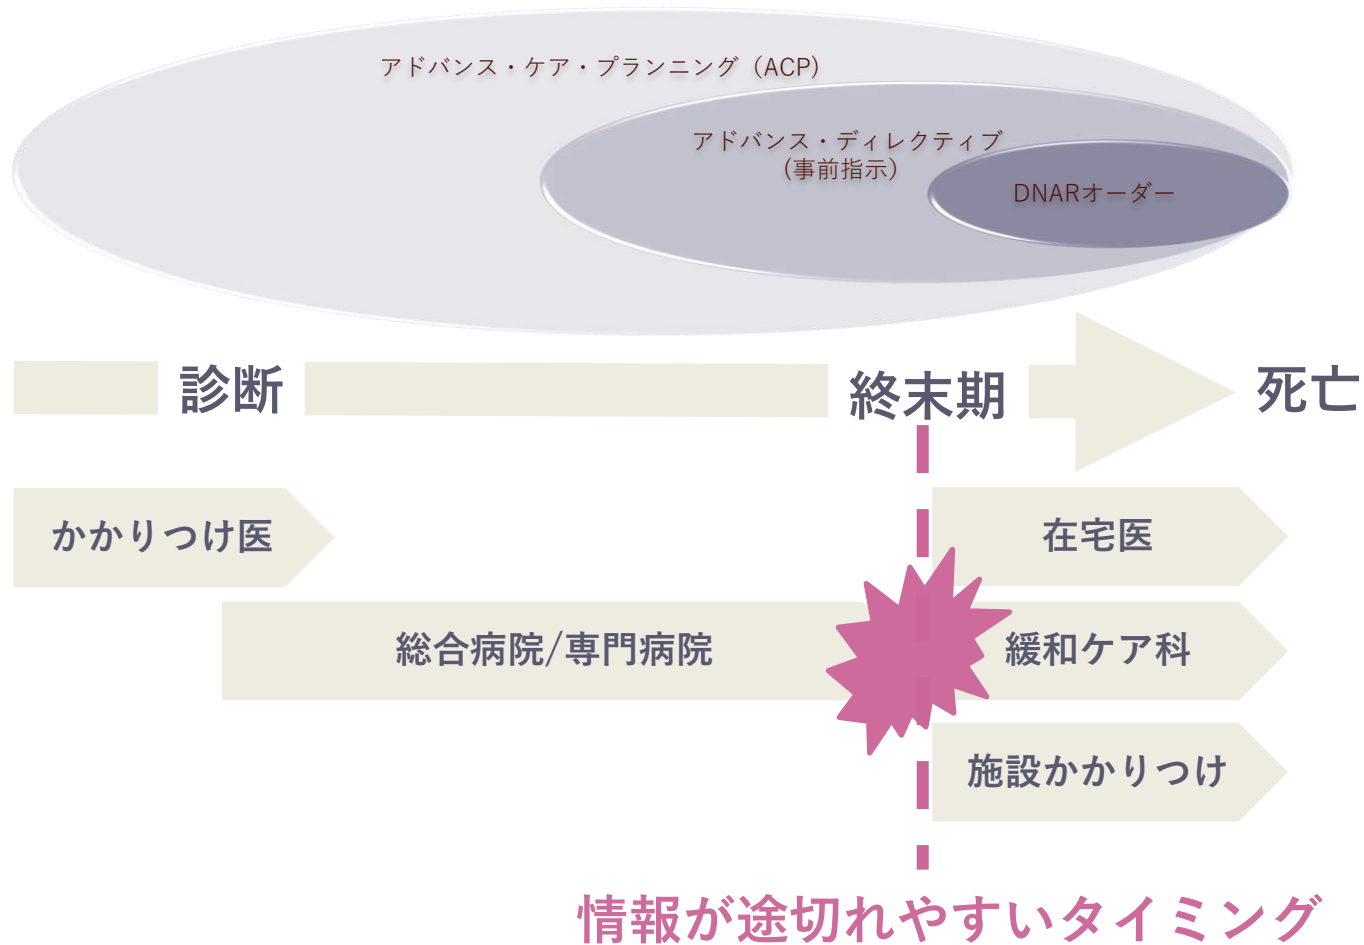 アドバンス・ケア・プランニング（ACP）
アドバンス・ディレクティブ
（事前指示）
DNARオーダー
診断
終末期
死亡
かかりつけ医
在宅医
総合病院/専門病院
緩和ケア科
施設かかりつけ
情報が途切れやすいタイミング